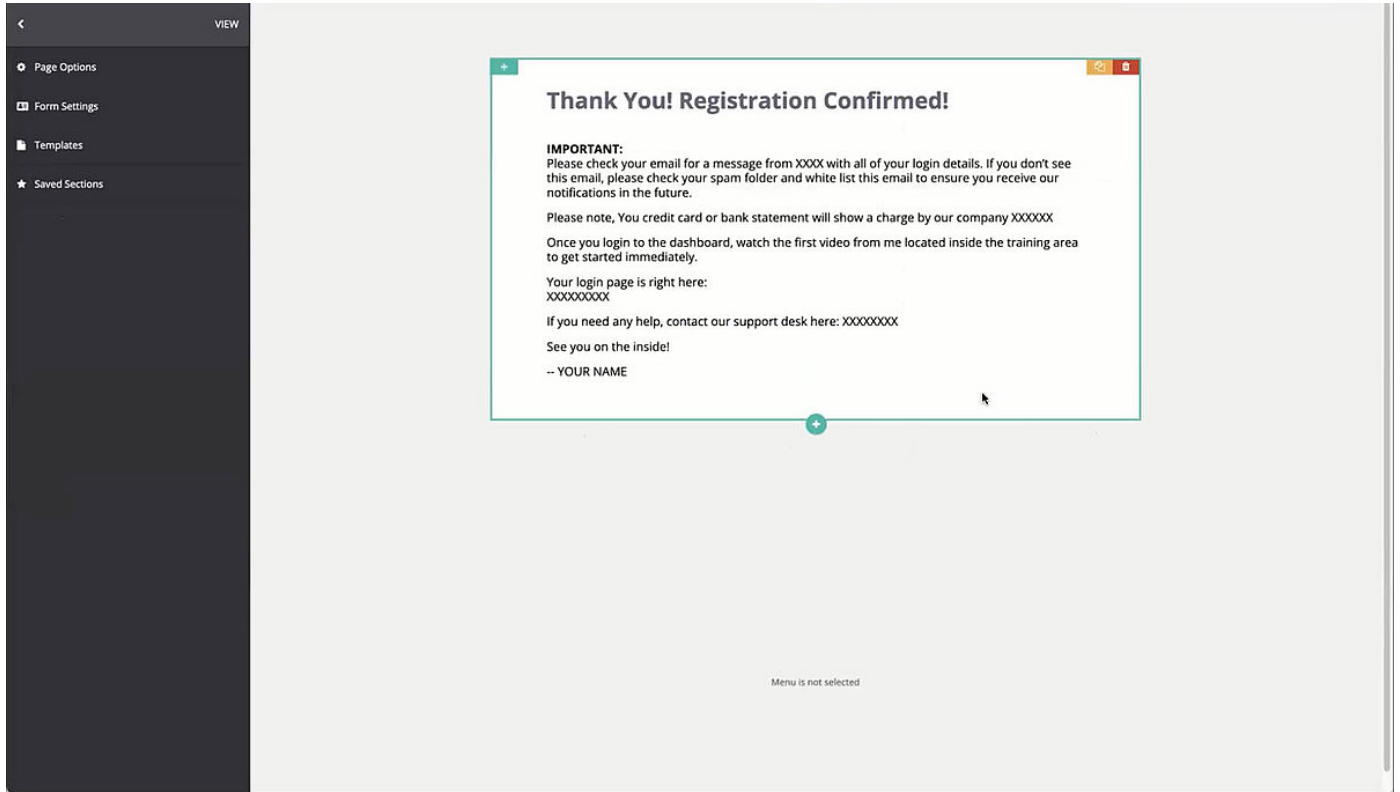 VIEW
Page Options
Form Settings
Templates
Saved Sections
Thank You! Registration Confirmed!
IMPORTANT:
Please check your email for a message from XXXX with all of your login details. If you don't see
this email, please check your spam folder and white list this email to ensure you receive our
notifications in the future.
Please note, You credit card or bank statement will show a charge by our company XXXXXX
Once you login to the dashboard, watch the first video from me located inside the training area
to get started immediately.
Your login page is right here:
XXXXXXXXX
If you need any help, contact our support desk here: XXXXXXXX
See you on the inside!
-- YOUR NAME
Menu is not selected